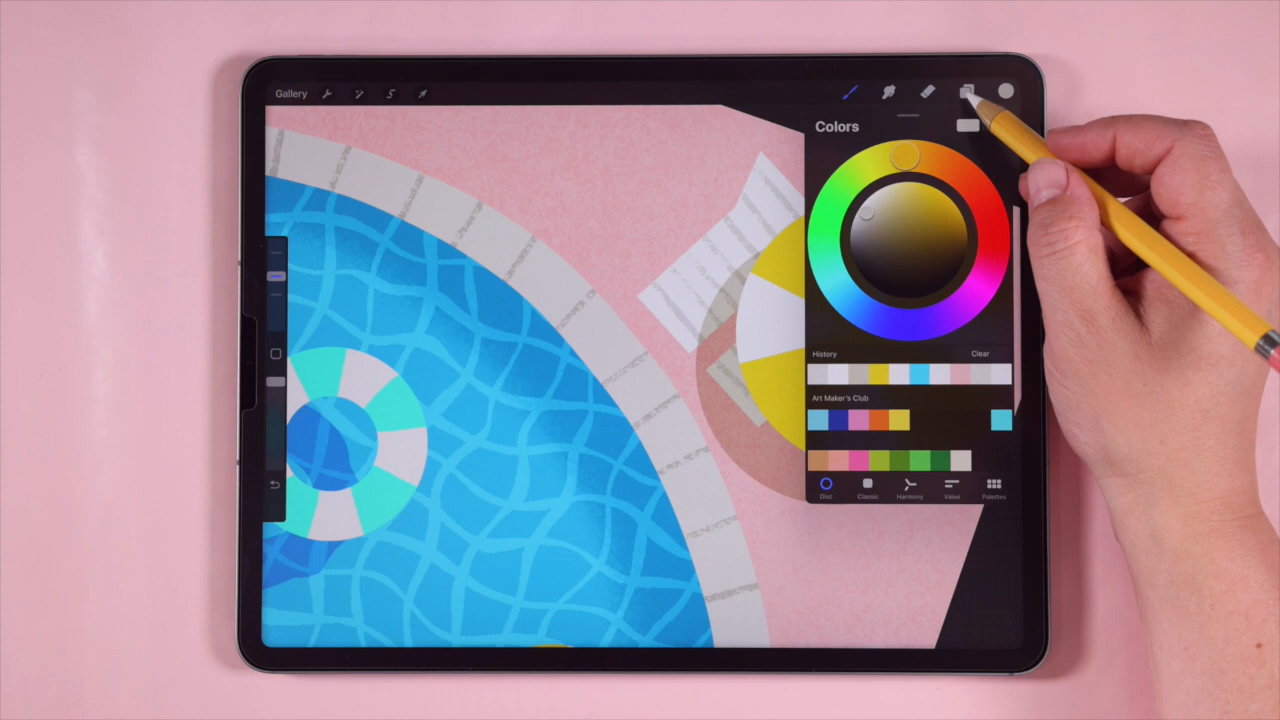 Gallery
Colors
History Clear
Art Maker's Club
Disc Classic Harmony Value Palettes